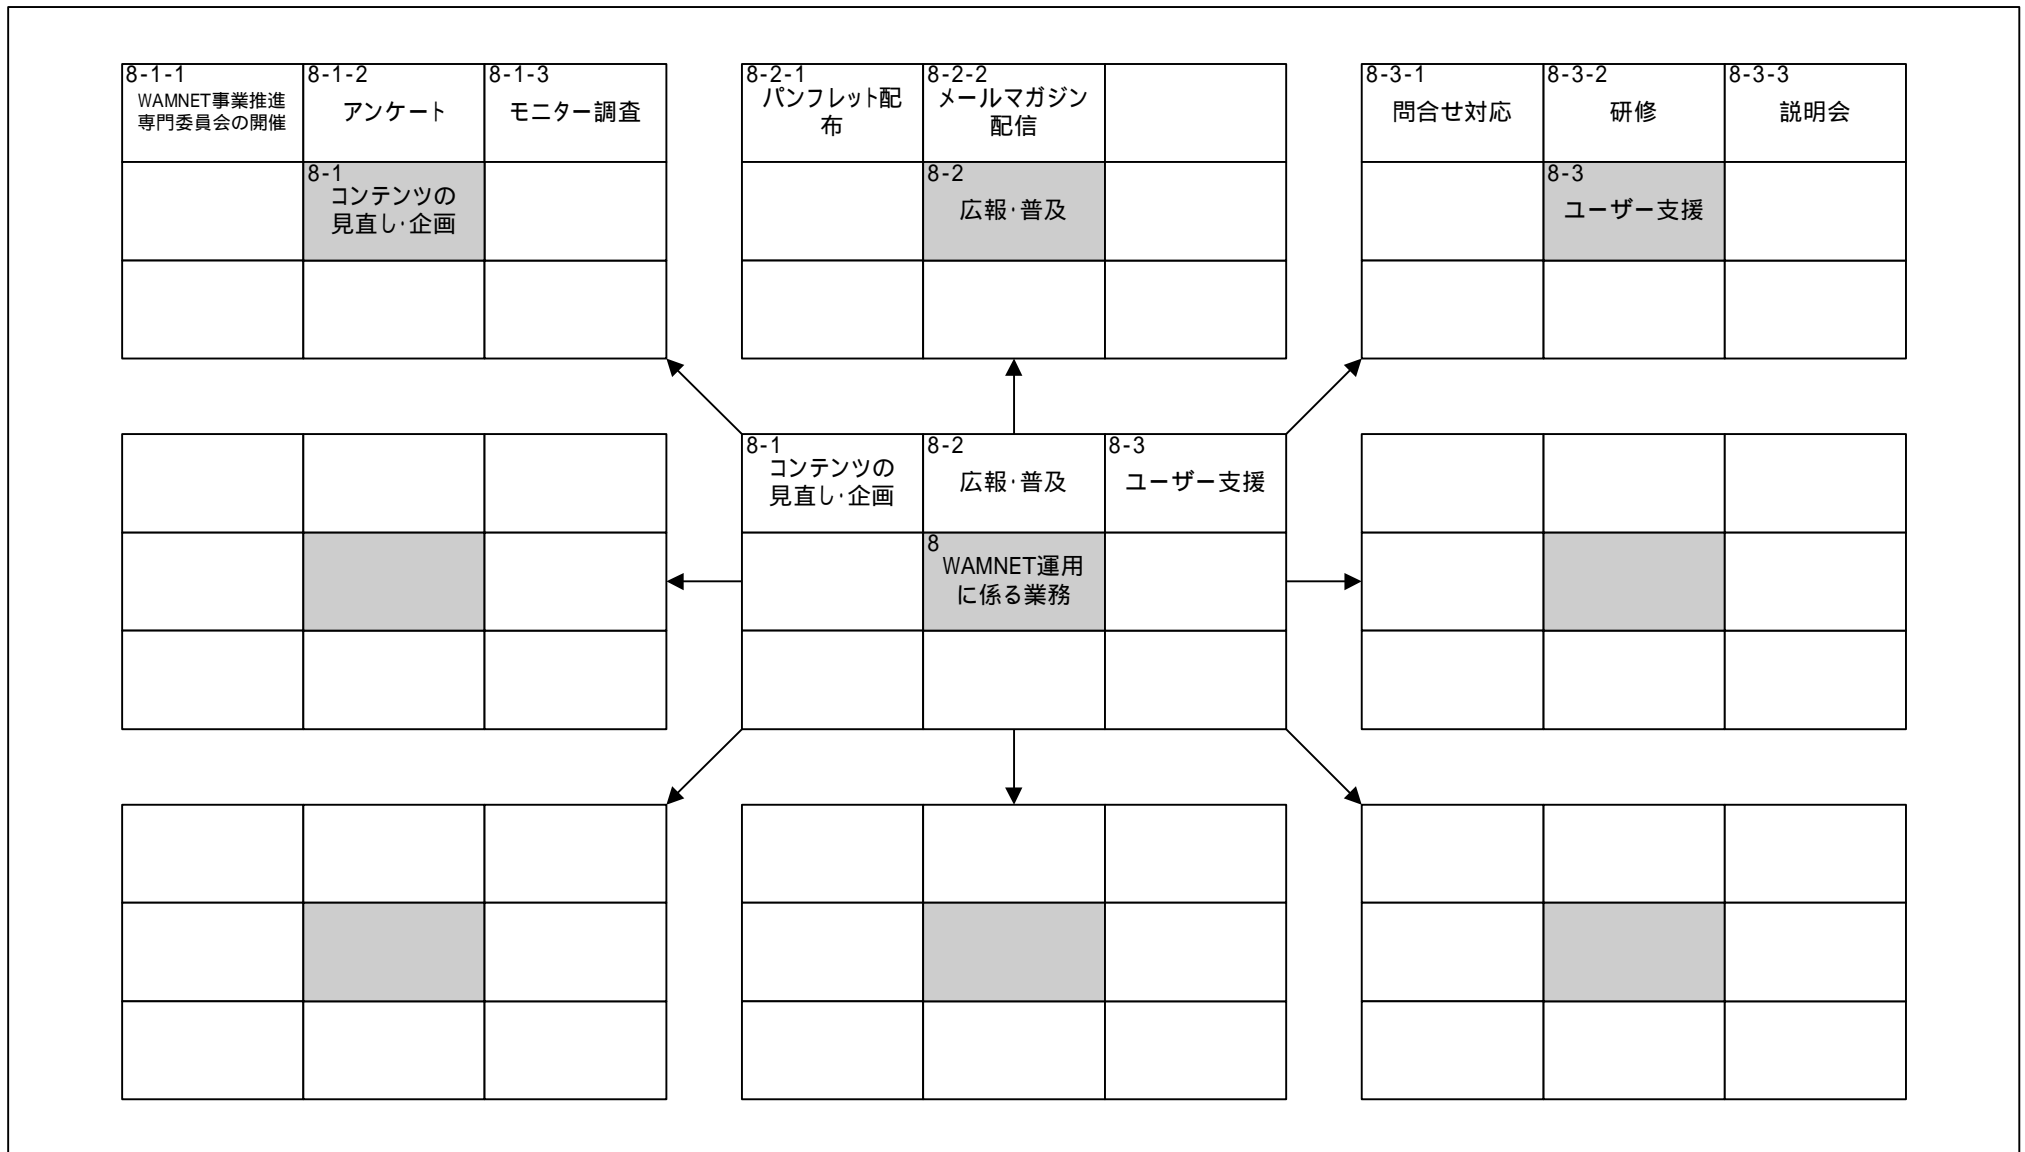 8-1-1
WAMNET事業推進
専門委員会の開催
8-1-2
アンケート
8-1-3
モニター調査
8-1
コンテンツの
見直し・企画
8-2-1
パンフレット配
布
8-2-2
メールマガジン
配信
8-2
広報・普及
8-3-1
問合せ対応
8-3-2
研修
8-3-3
説明会
8-3
ユーザー支援
8-1
コンテンツの
見直し・企画
8-2
広報・普及
8-3
ユーザー支援
8
WAMNET運用
に係る業務